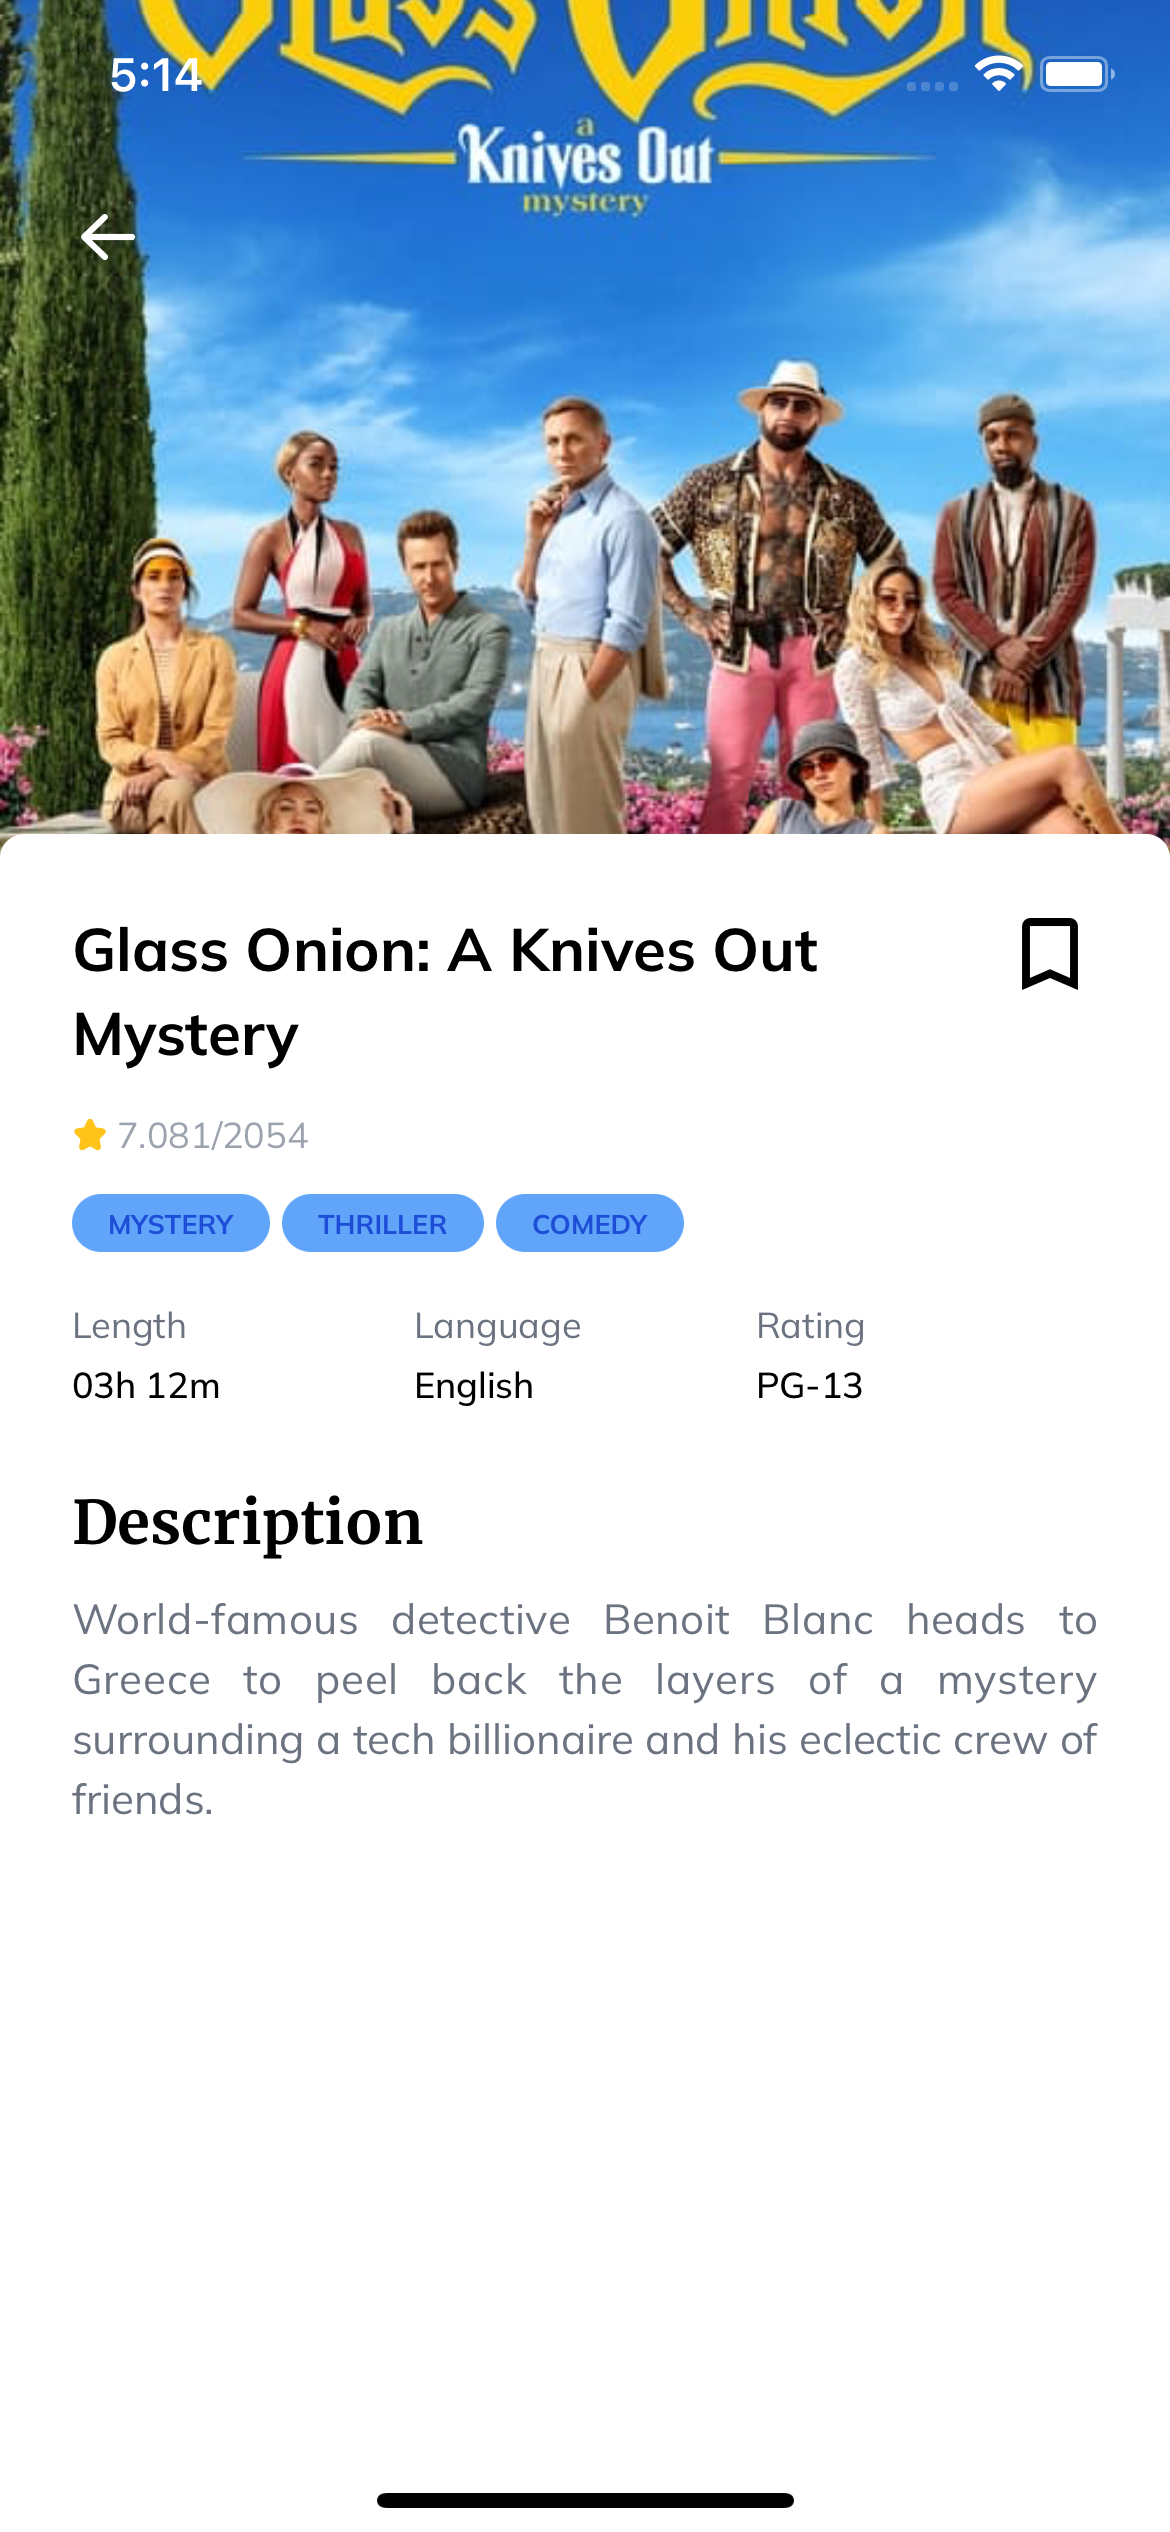 Glass Onion
5:14
a
Knives Out
mystery
Glass Onion: A Knives Out
Mystery
7.081/2054
MYSTERY THRILLER COMEDY
Length Language Rating
03h 12m English PG-13
Description
World-famous detective Benoit Blanc heads to
Greece to peel back the layers of a mystery
surrounding a tech billionaire and his eclectic crew of
friends.